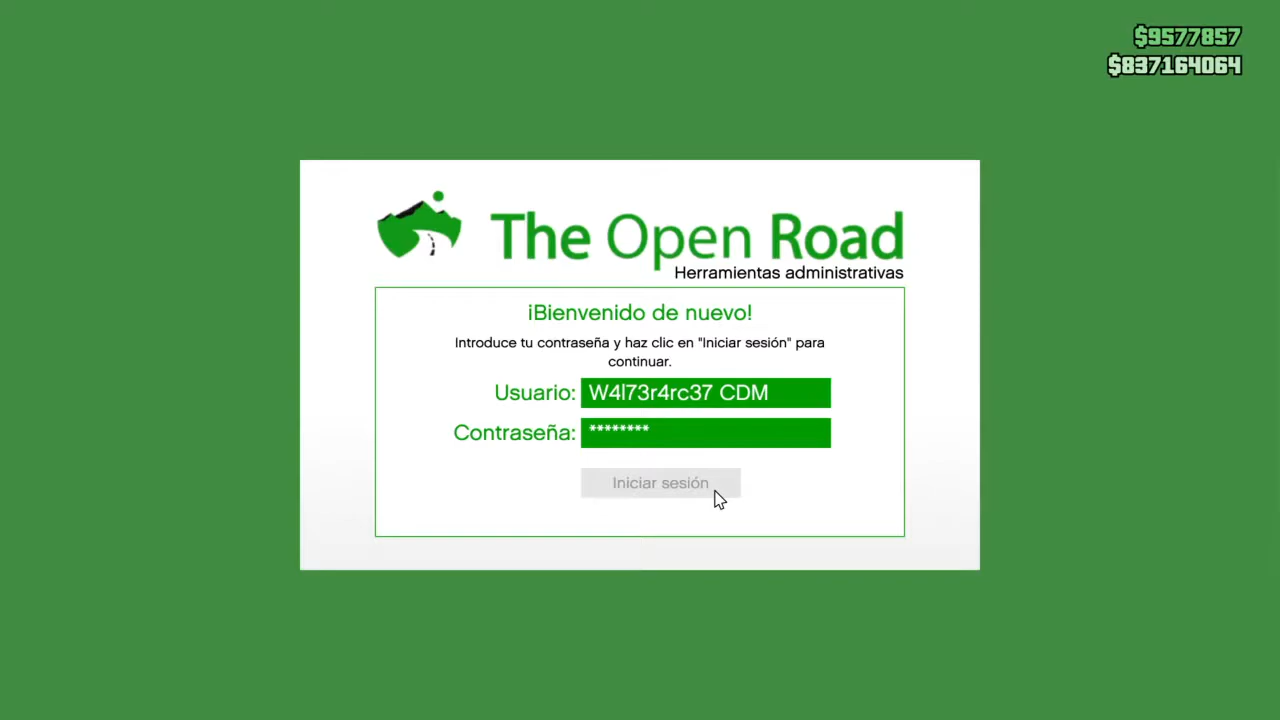 $9577857
$837164064
The Open Road
Herramientas administrativas
¡Bienvenido de nuevo!
Introduce tu contraseña y haz clic en "Iniciar sesión" para
continuar.
Usuario: W4l73r4rc37 CDM
Contraseña: ********
Iniciar sesión